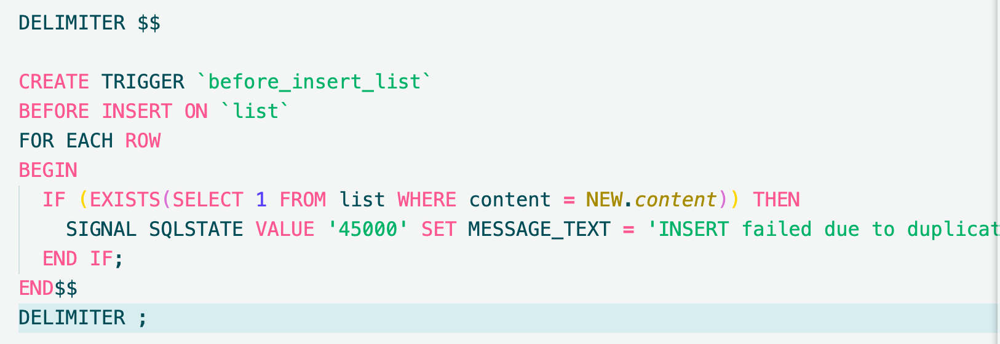 DELIMITER $$
CREATE TRIGGER `before_insert_list`
BEFORE INSERT ON `list`
FOR EACH ROW
BEGIN
IF (EXISTS(SELECT 1 FROM list WHERE content = NEW.content)) THEN
SIGNAL SQLSTATE VALUE '45000' SET MESSAGE_TEXT = 'INSERT failed due to duplicat
END IF;
END$$
DELIMITER ;